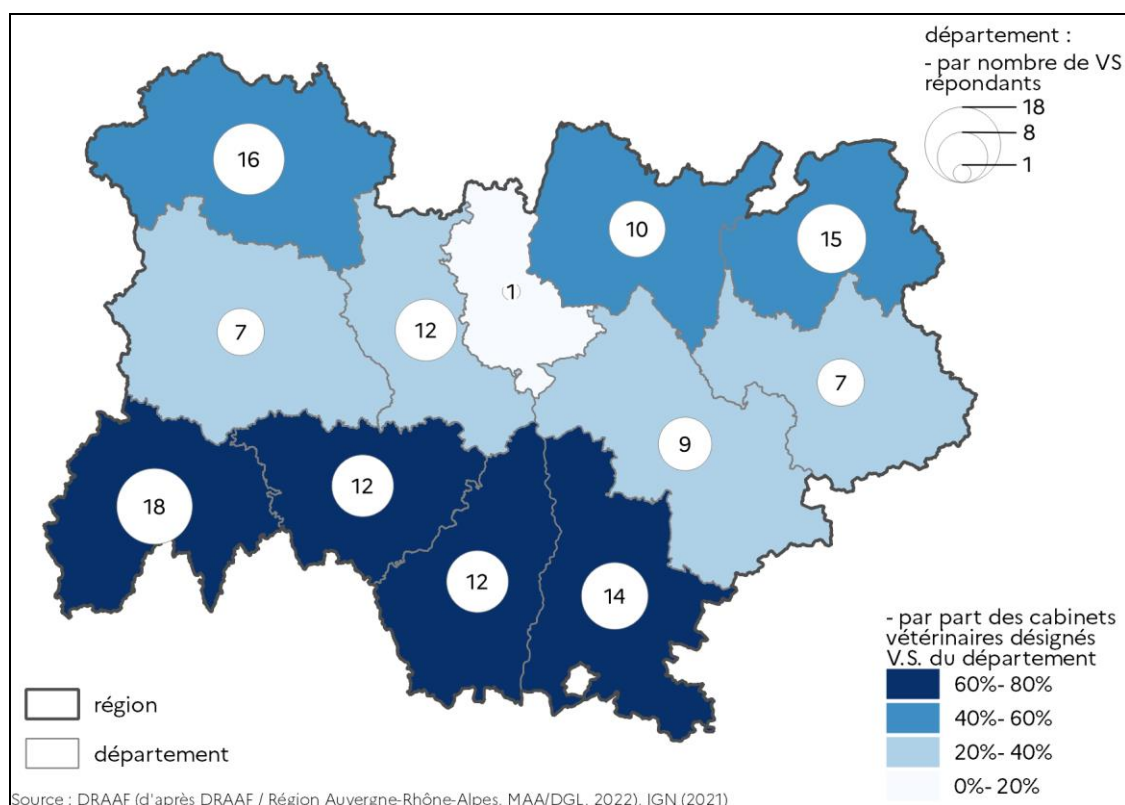 département :
- par nombre de VS
répondants
18
8
1
16
10
15
1
7
12
7
9
12
18
12
14
- par part des cabinets
vétérinaires désignés
V.S. du département
60%- 80%
40%- 60%
20%- 40%
0%- 20%
région
département
Source : DRAAF (d'après DRAAF / Région Auvergne-Rhône-Alpes, MAA/DGL, 2022), IGN (2021)